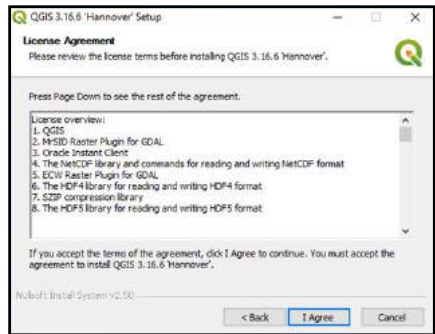 QGIS 3.16.6 'Hannover' Setup
License Agreement
Please review the license terms before installing QGIS 3.16.6 'Hannover'.
Press Page Down to see the rest of the agreement.
License overview:
1. QGIS
2. MrSID Raster Plugin for GDAL
3. Oracle Instant Client
4. The NetCDF library and commands for reading and writing NetCDF format
5. ECW Raster Plugin for GDAL
6. The HDF4 library for reading and writing HDF4 format
7. SZIP compression library
8. The HDF5 library for reading and writing HDF5 format
If you accept the terms of the agreement, click I Agree to continue. You must accept the
agreement to install QGIS 3.16.6 'Hannover'.
Nullsoft Install System v2.50
< Back I Agree Cancel